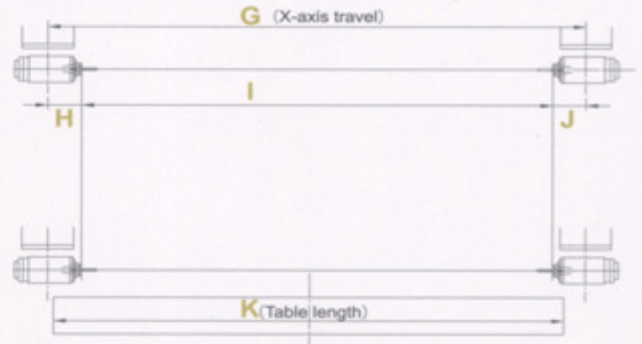 G (X-axis travel)
I
H
J
K(Table length)